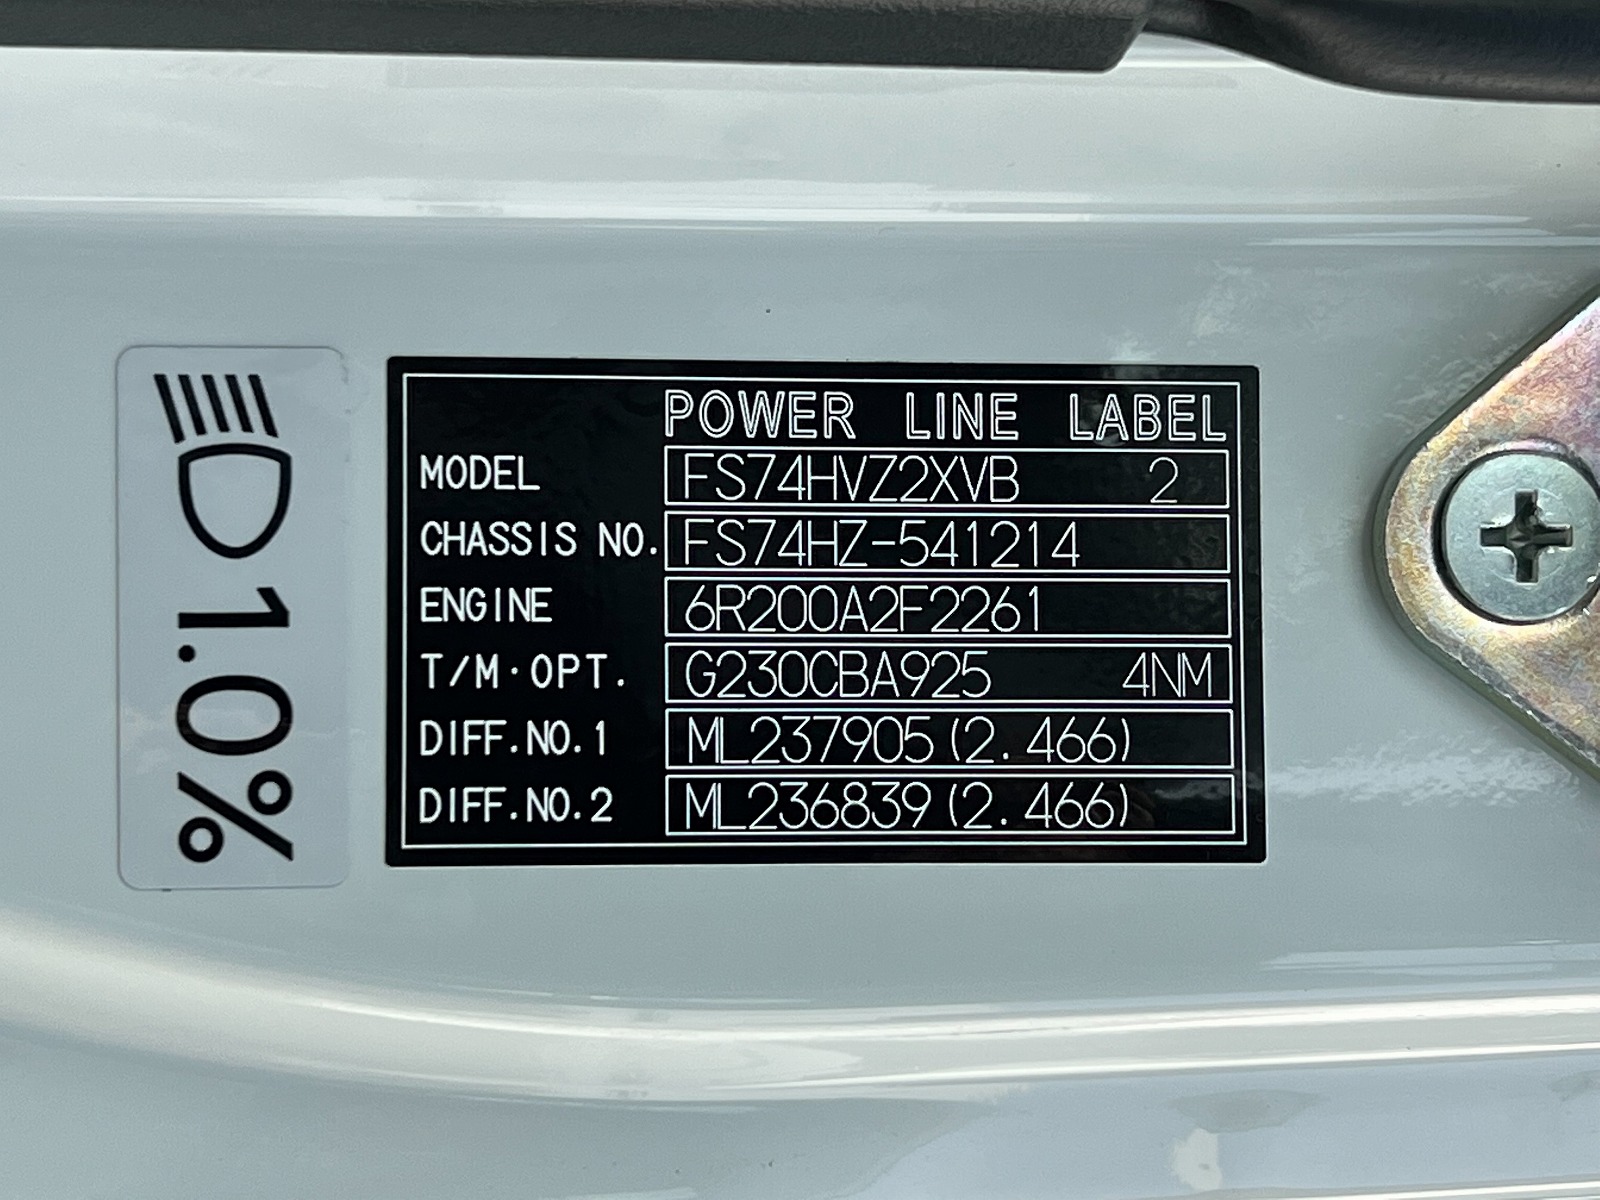 POWER LINE LABEL
MODEL FS74HVZ2XVB 2
CHASSIS NO. FS74HZ-541214
ENGINE 6R200A2F2261
T/M·OPT. G230CBA925 4NM
DIFF.NO.1 ML237905(2.466)
DIFF.NO.2 ML236839(2.466)
1.0%